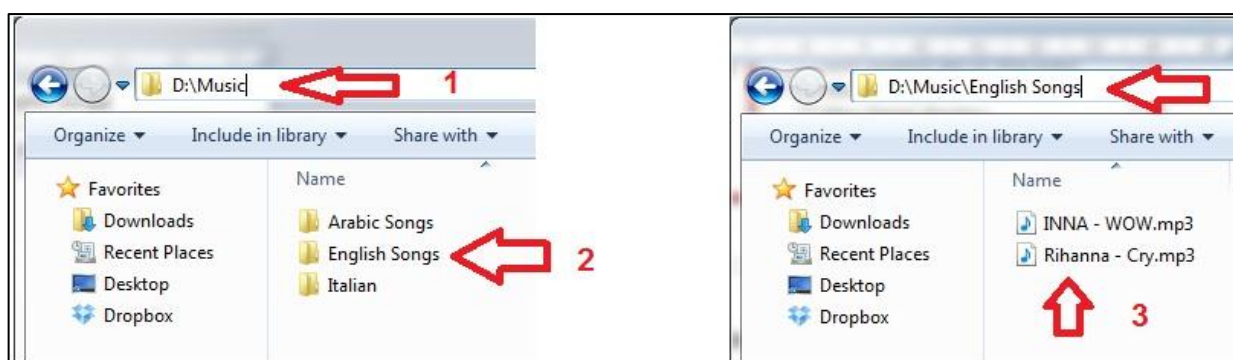 D:\Music
1
Organize Include in library Share with
Favorites
Downloads
Recent Places
Desktop
Dropbox
Name
Arabic Songs
English Songs
Italian
2
D:\Music\English Songs
Organize Include in library Share with
Favorites
Downloads
Recent Places
Desktop
Dropbox
Name
INNA - WOW.mp3
Rihanna - Cry.mp3
3